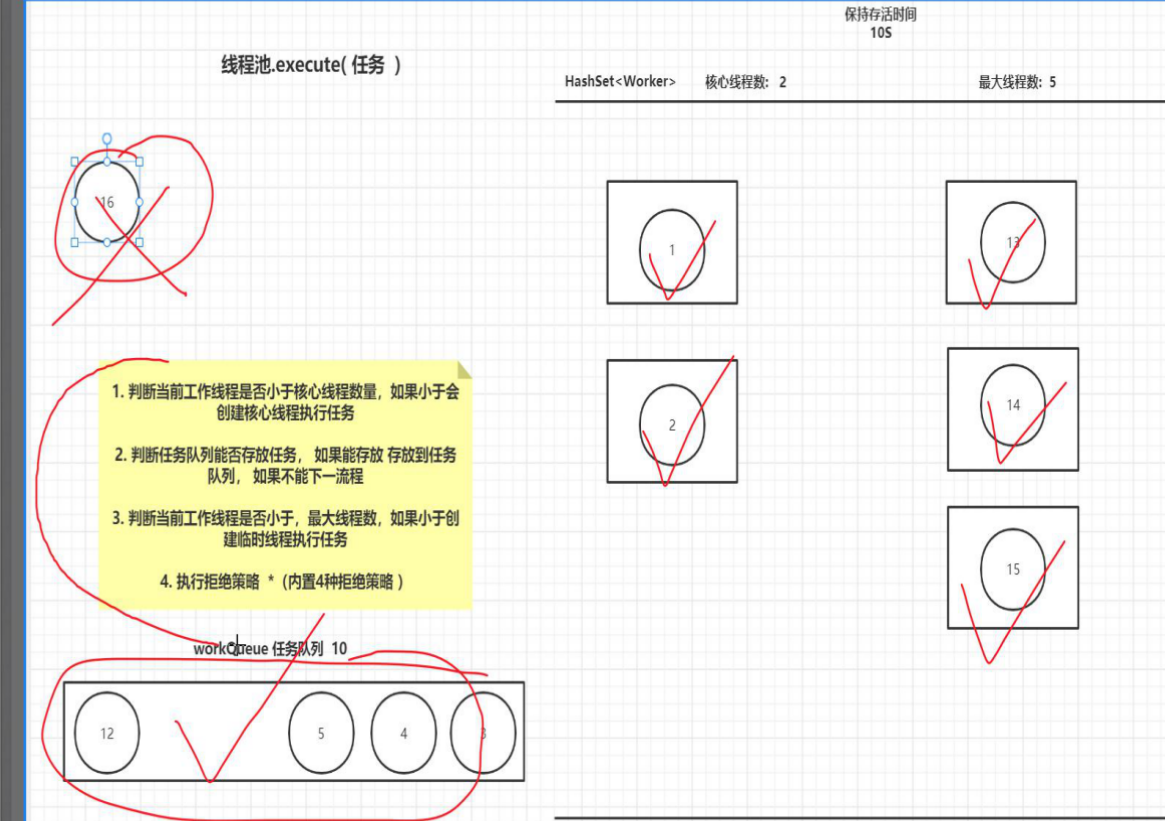 保持存活时间
10S
线程池.execute( 任务 )
HashSet<Worker> 核心线程数: 2 最大线程数: 5
16
1
13
2
14
15
1. 判断当前工作线程是否小于核心线程数量，如果小于会
创建核心线程执行任务
2. 判断任务队列能否存放任务， 如果能存放 存放到任务
队列， 如果不能下一流程
3. 判断当前工作线程是否小于，最大线程数，如果小于创
建临时线程执行任务
4. 执行拒绝策略 *（内置4种拒绝策略 ）
workQueue 任务队列 10
12 5 4 3